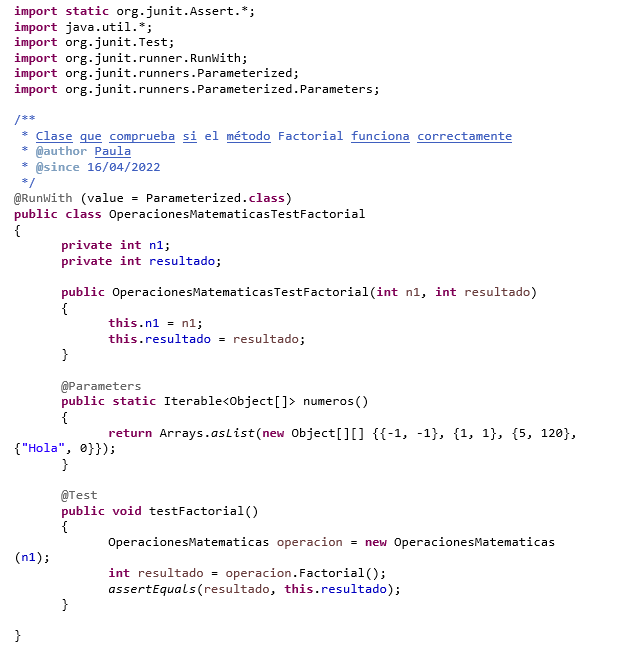 import static org.junit.Assert.*;
import java.util.*;
import org.junit.Test;
import org.junit.runner.RunWith;
import org.junit.runners.Parameterized;
import org.junit.runners.Parameterized.Parameters;

/**
 * Clase que comprueba si el método Factorial funciona correctamente
 * @author Paula
 * @since 16/04/2022
 */
@RunWith (value = Parameterized.class)
public class OperacionesMatematicasTestFactorial
{
      private int n1;
      private int resultado;

      public OperacionesMatematicasTestFactorial(int n1, int resultado)
      {
            this.n1 = n1;
            this.resultado = resultado;
      }

      @Parameters
      public static Iterable<Object[]> numeros()
      {
            return Arrays.asList(new Object[][] {{-1, -1}, {1, 1}, {5, 120},
{"Hola", 0}});
      }

      @Test
      public void testFactorial()
      {
            OperacionesMatematicas operacion = new OperacionesMatematicas
(n1);
            int resultado = operacion.Factorial();
            assertEquals(resultado, this.resultado);
      }

}